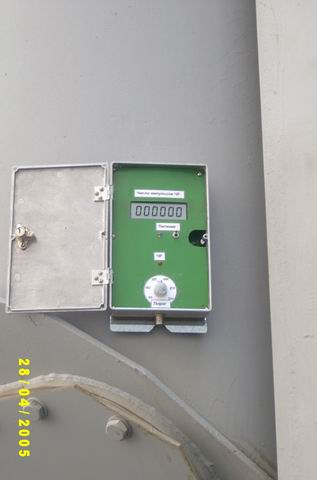 Число импульсов ЧР
000000
Питание
ЧР
Порог
28/04/2005